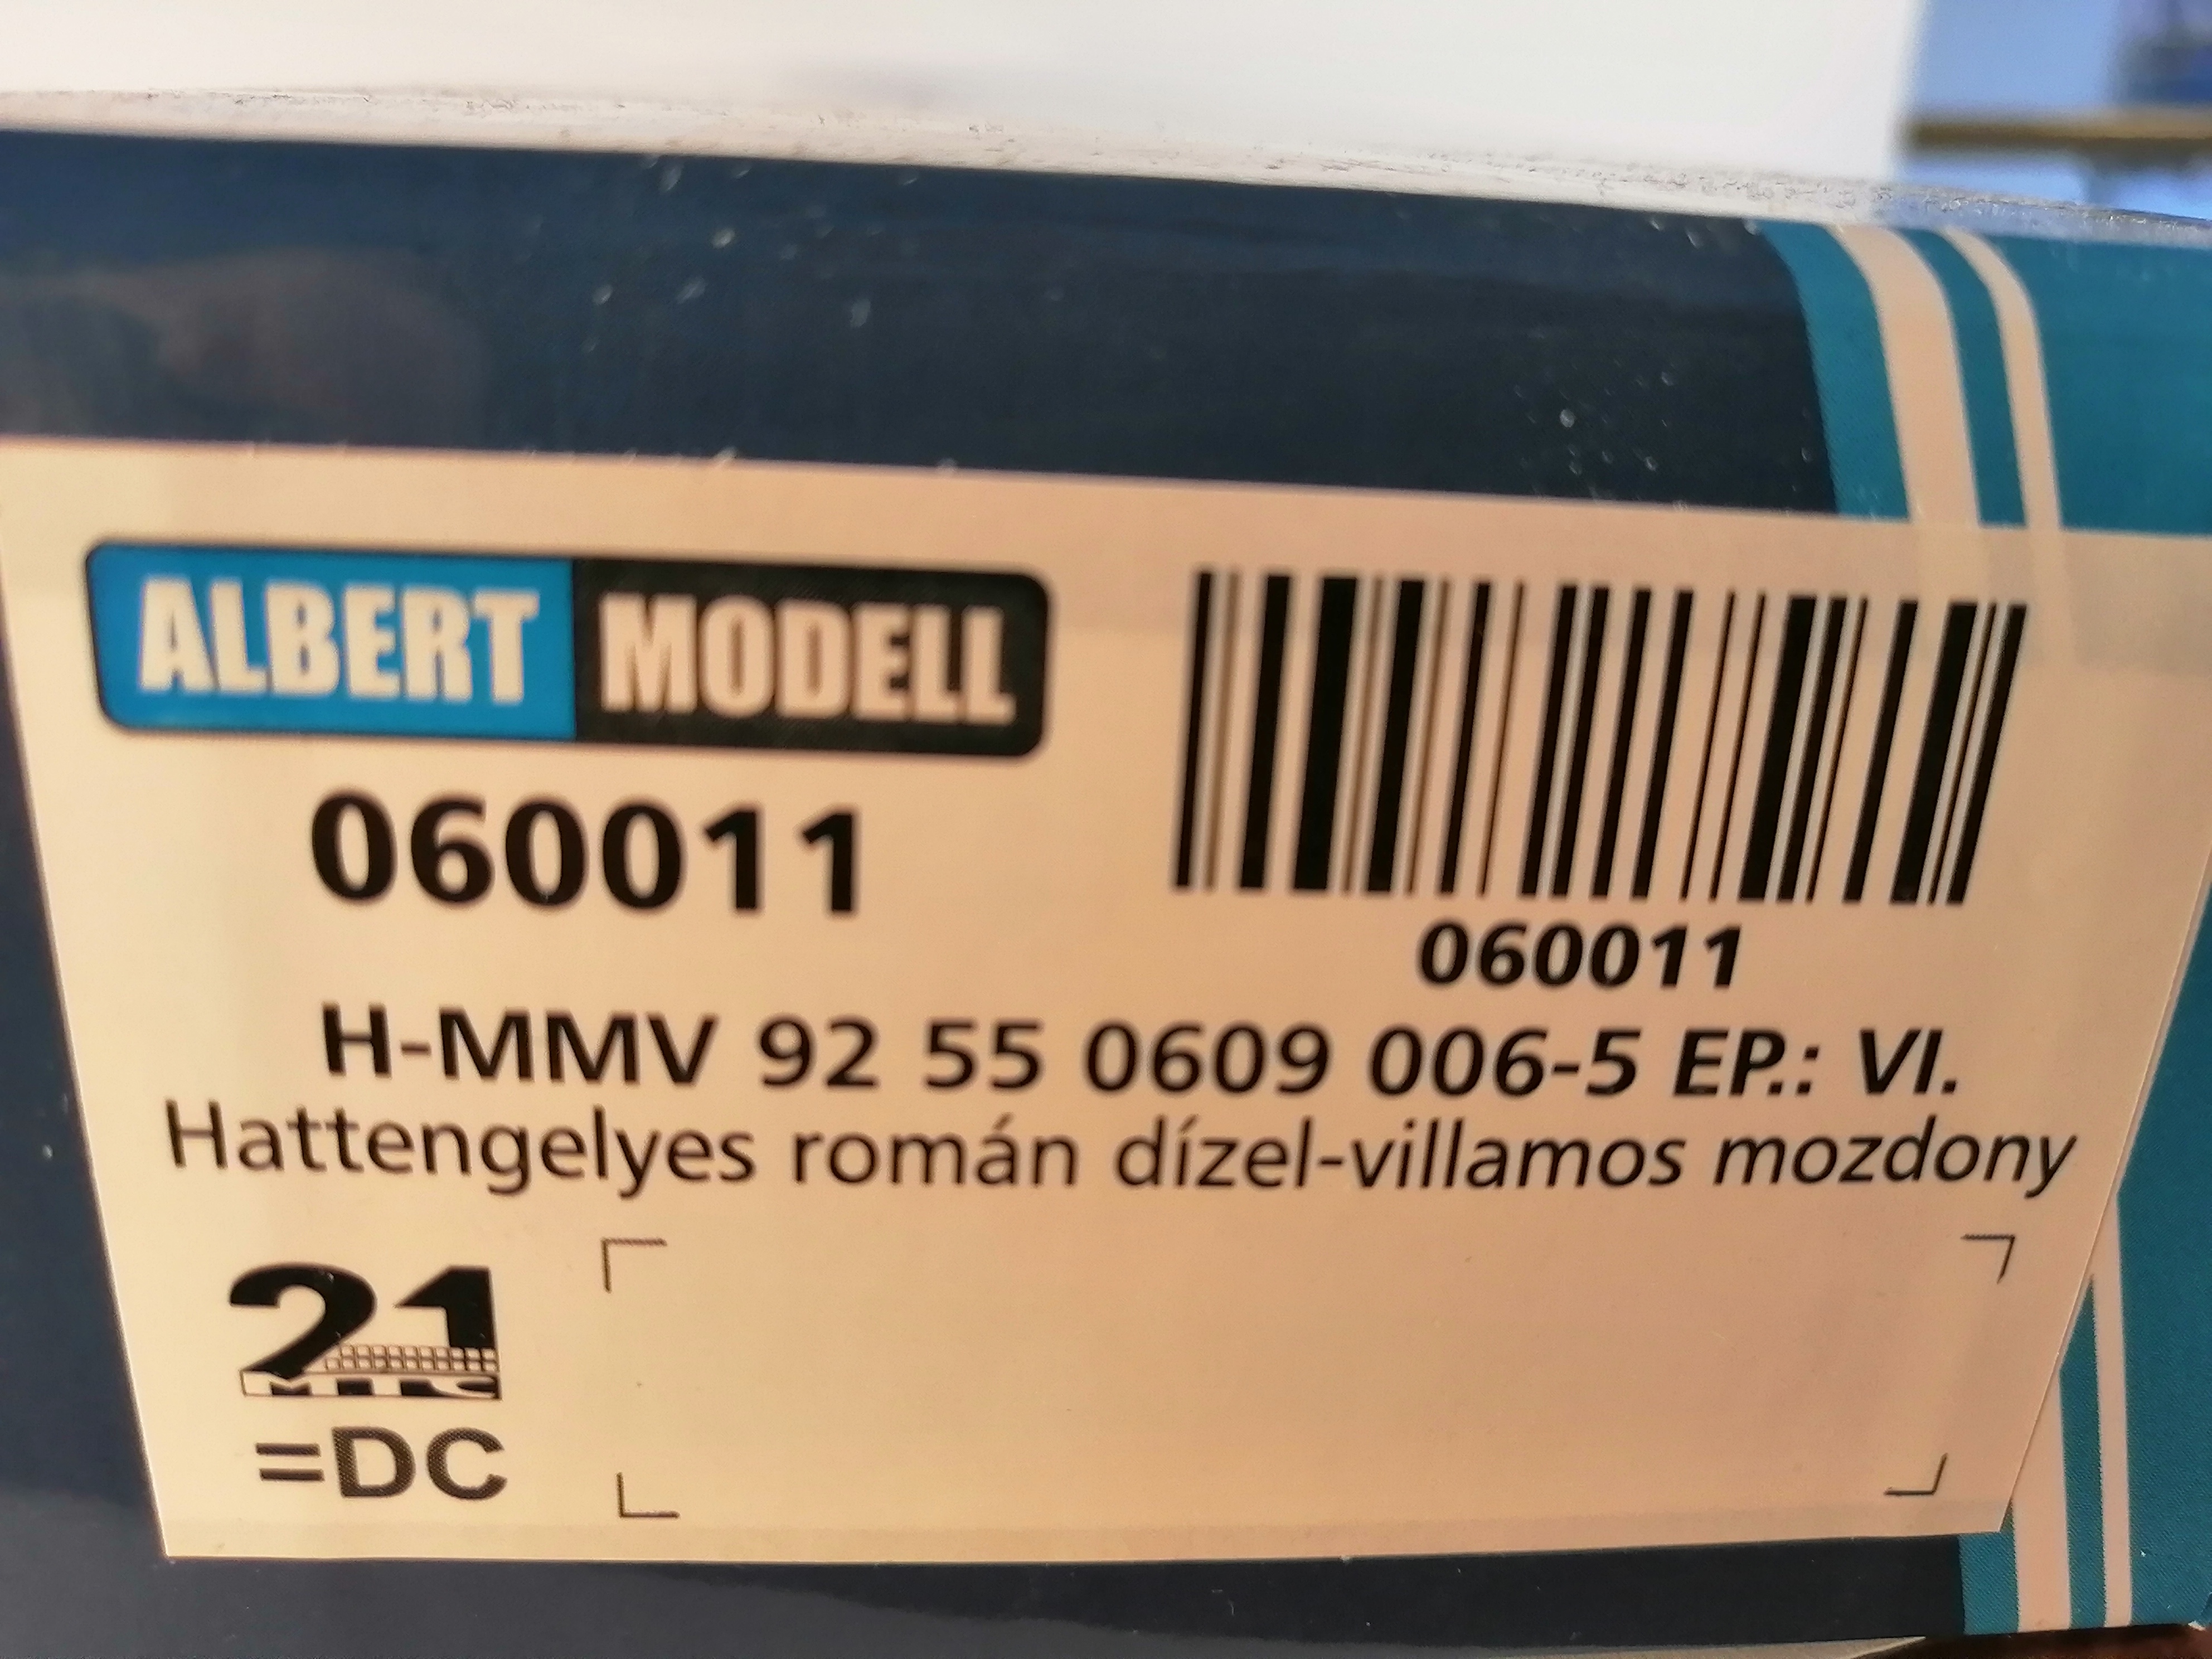 ALBERT MODELL
060011
060011
H-MMV 92 55 0609 006-5 EP.: VI.
Hattengelyes román dízel-villamos mozdony
21
MTC
=DC